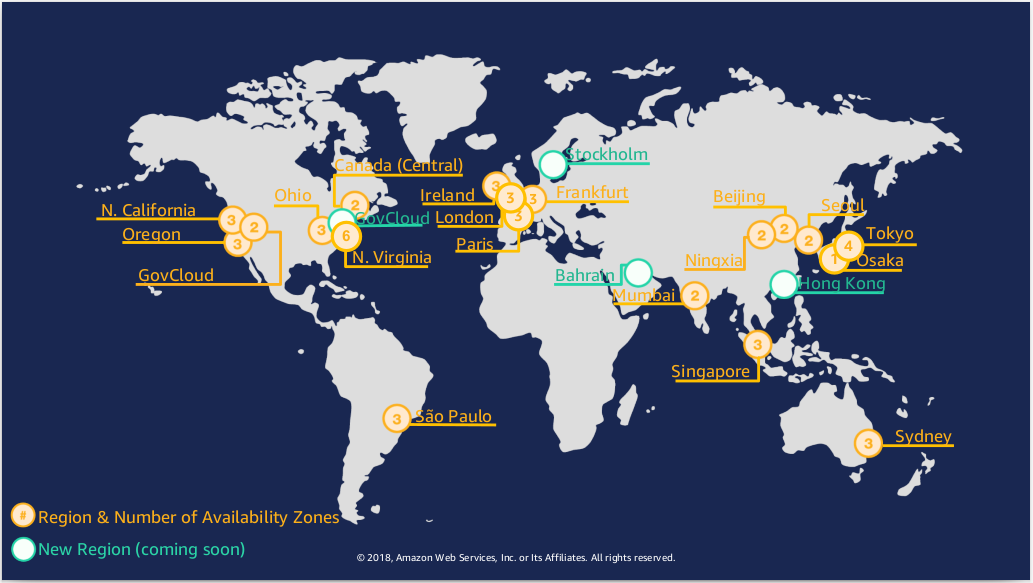 Stockholm
Canada (Central)
3
Ireland
3
3
Frankfurt
Ohio
2
Beijing
Seoul
N. California
3
GovCloud
London
3
2
Tokyo
Oregon
2
3
6
Paris
2
2
4
3
N. Virginia
Ningxia
1
Osaka
GovCloud
Bahrain
Hong Kong
Mumbai
2
3
Singapore
3
São Paulo
3
Sydney
# Region & Number of Availability Zones
New Region (coming soon)
© 2018, Amazon Web Services, Inc. or Its Affiliates. All rights reserved.